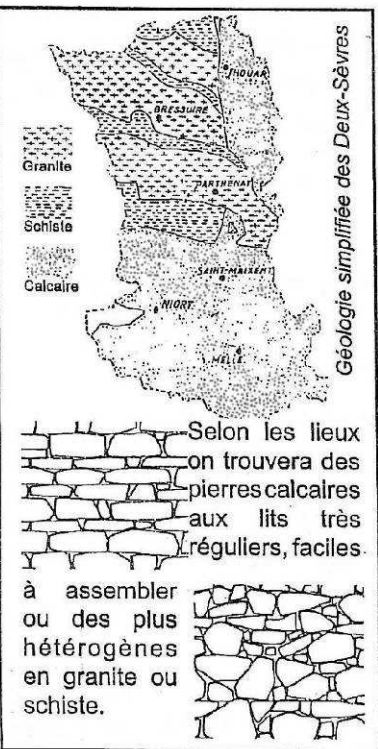 Géologie simplifiée des Deux-Sèvres
THOUAR
BRESSUIRE
PARTHENAY
SAINT-MAIXENT
NIORT
MELLE
Granite
Schiste
Calcaire
Selon les lieux
on trouvera des
pierres calcaires
aux lits très
réguliers, faciles
à assembler
ou des plus
hétérogènes
en granite ou
schiste.